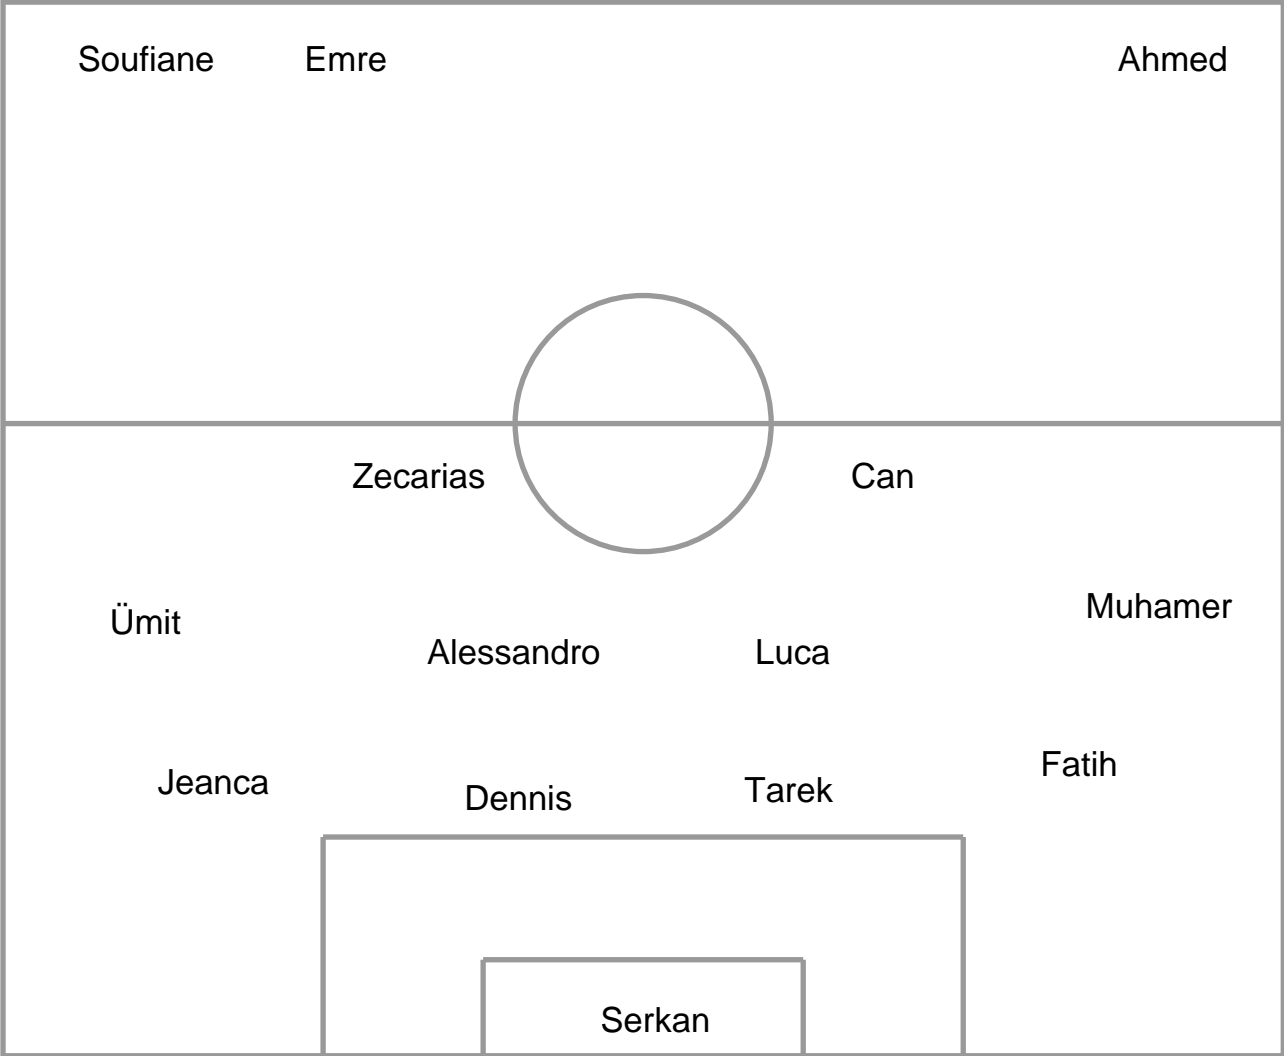 Soufiane Emre Ahmed
Zecarias Can
Ümit Muhamer
Alessandro Luca
Jeanca Dennis Tarek Fatih
Serkan